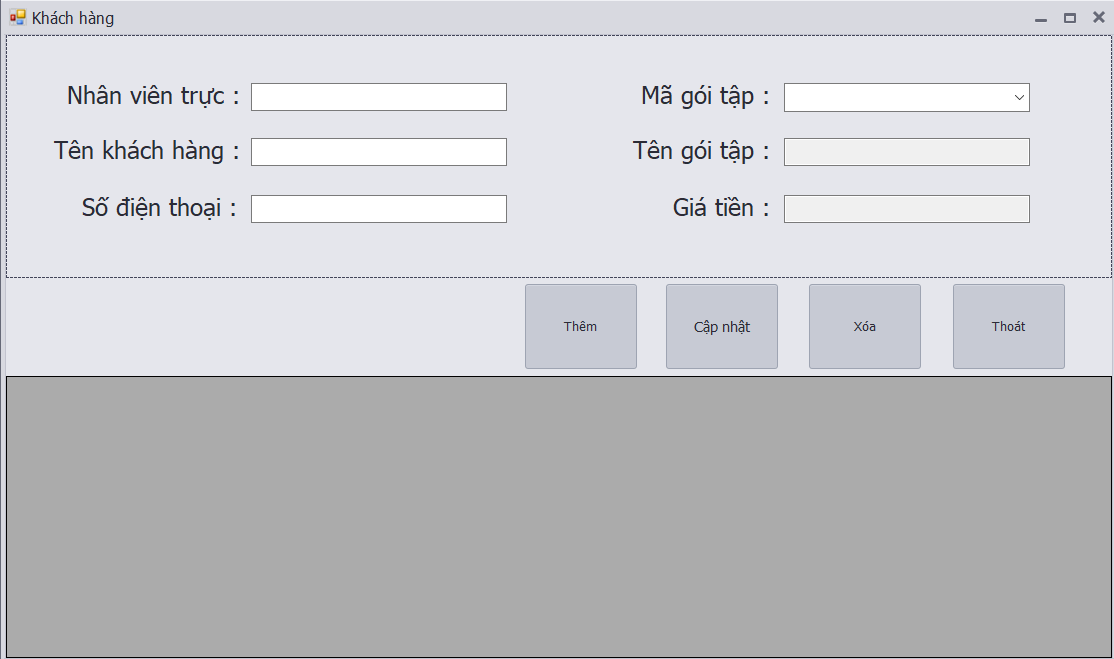 Khách hàng
Nhân viên trực :
Mã gói tập :
Tên khách hàng :
Tên gói tập :
Số điện thoại :
Giá tiền :
Thêm
Cập nhật
Xóa
Thoát